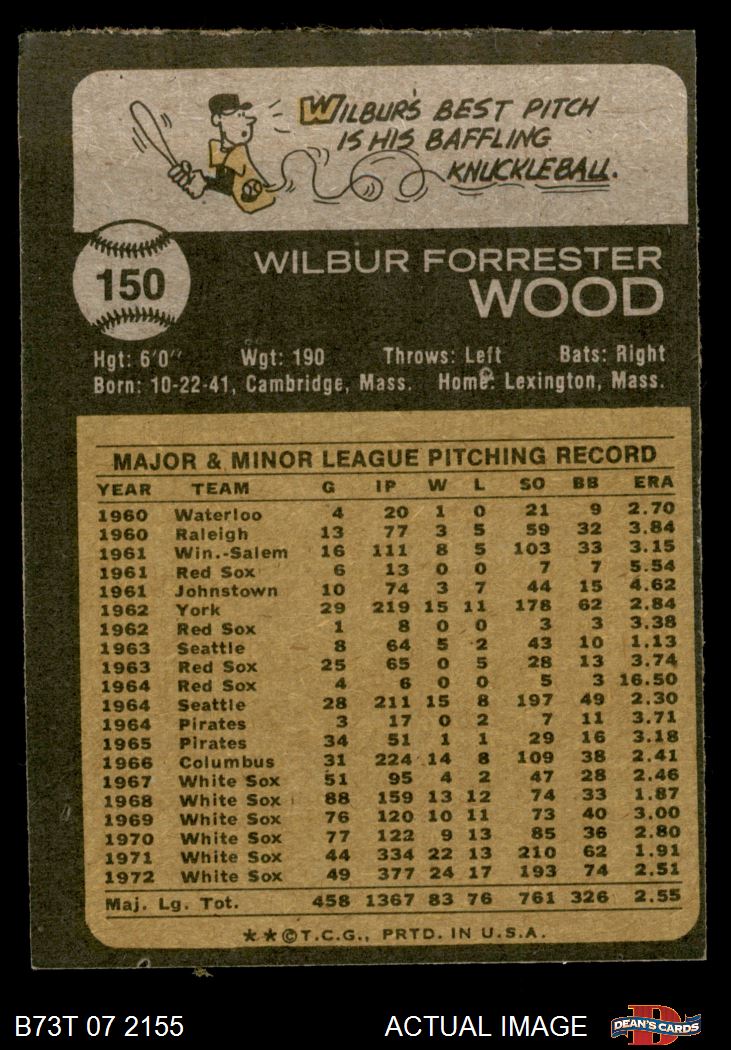 WILBUR'S BEST PITCH
IS HIS BAFFLING
KNUCKLEBALL.
150
WILBUR FORRESTER
WOOD
Hgt: 6'0" Wgt: 190 Throws: Left Bats: Right
Born: 10-22-41, Cambridge, Mass. Home: Lexington, Mass.
MAJOR & MINOR LEAGUE PITCHING RECORD
YEAR TEAM G IP W L SO BB ERA
1960 Waterloo 4 20 1 0 21 9 2.70
1960 Raleigh 13 77 3 5 59 32 3.84
1961 Win.-Salem 16 111 8 5 103 33 3.15
1961 Red Sox 6 13 0 0 7 7 5.54
1961 Johnstown 10 74 3 7 44 15 4.62
1962 York 29 219 15 11 178 62 2.84
1962 Red Sox 1 8 0 0 3 3 3.38
1963 Seattle 8 64 5 2 43 10 1.13
1963 Red Sox 25 65 0 5 28 13 3.74
1964 Red Sox 4 6 0 0 5 3 16.50
1964 Seattle 28 211 15 8 197 49 2.30
1964 Pirates 3 17 0 2 7 11 3.71
1965 Pirates 34 51 1 1 29 16 3.18
1966 Columbus 31 224 14 8 109 38 2.41
1967 White Sox 51 95 4 2 47 28 2.46
1968 White Sox 88 159 13 12 74 33 1.87
1969 White Sox 76 120 10 11 73 40 3.00
1970 White Sox 77 122 9 13 85 36 2.80
1971 White Sox 44 334 22 13 210 62 1.91
1972 White Sox 49 377 24 17 193 74 2.51
Maj. Lg. Tot. 458 1367 83 76 761 326 2.55
★★©T.C.G., PRTD. IN U.S.A.
B73T 07 2155 ACTUAL IMAGE DEAN'S CARDS